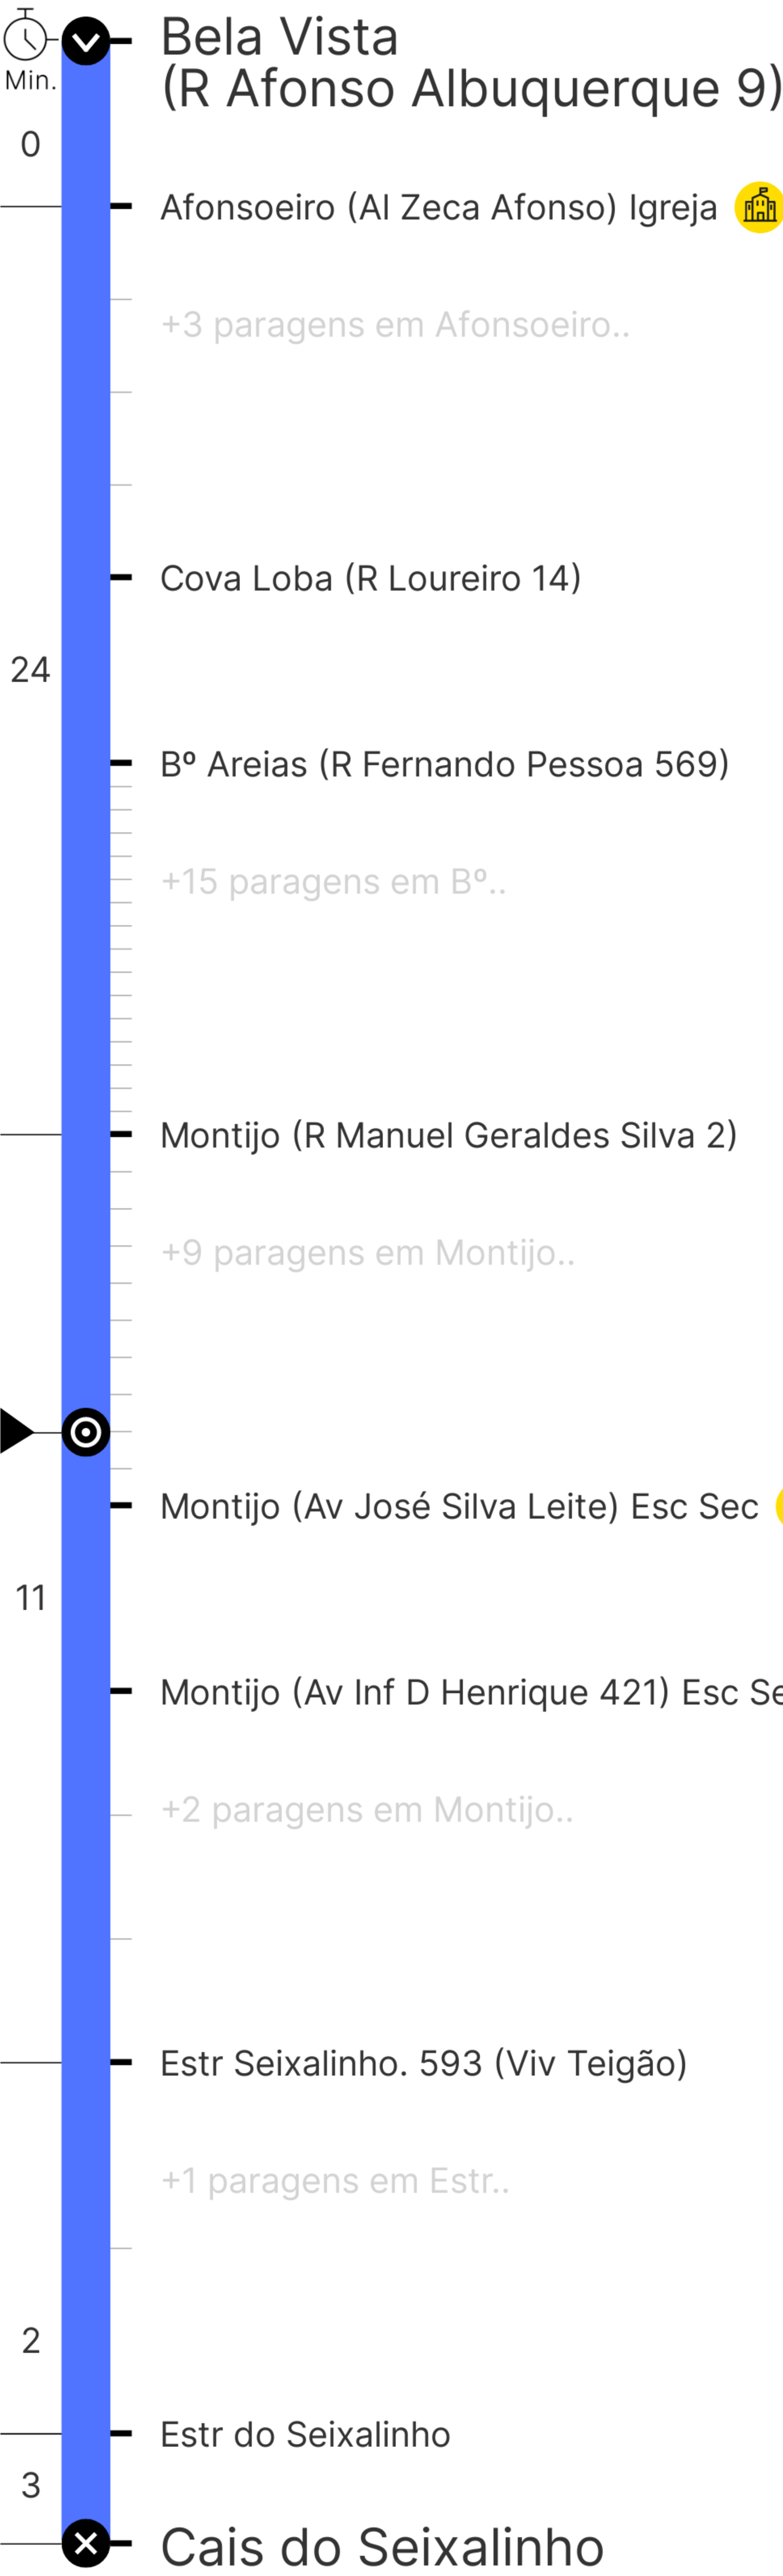 Bela Vista
(R Afonso Albuquerque 9)
Min.
0
Afonsoeiro (Al Zeca Afonso) Igreja
+3 paragens em Afonsoeiro..
Cova Loba (R Loureiro 14)
24
Bº Areias (R Fernando Pessoa 569)
+15 paragens em Bº..
Montijo (R Manuel Geraldes Silva 2)
+9 paragens em Montijo..
Montijo (Av José Silva Leite) Esc Sec
11
Montijo (Av Inf D Henrique 421) Esc Se
+2 paragens em Montijo..
Estr Seixalinho. 593 (Viv Teigão)
+1 paragens em Estr..
2
Estr do Seixalinho
3
Cais do Seixalinho